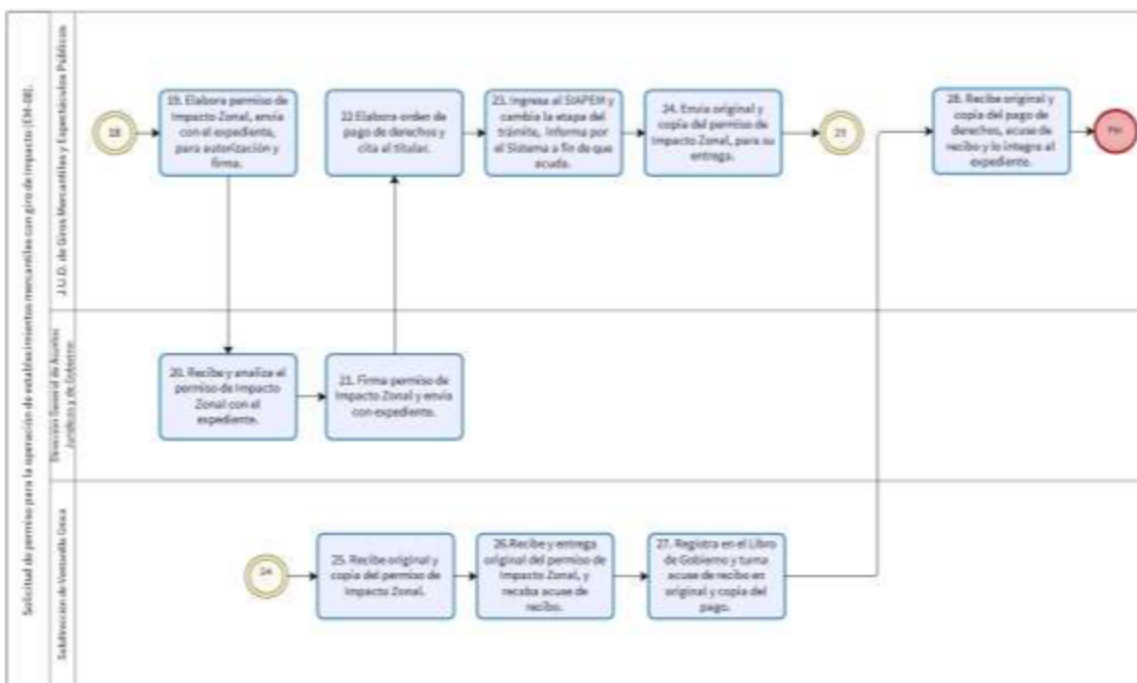 Solicitud de permiso para la operación de establecimientos mercantiles con giro de impacto (EM-08).
J.U.D. de Giros Mercantiles y Espectáculos Públicos
18
19. Elabora permiso de
Impacto Zonal, envía
con el expediente,
para autorización y
firma.
22 Elabora orden de
pago de derechos y
cita al titular.
23. Ingresa al SIAPEM y
cambia la etapa del
trámite, informa por
el Sistema a fin de que
acuda.
24. Envía original y
copia del permiso de
Impacto Zonal, para su
entrega.
28. Recibe original y
copia del pago de
derechos, acuse de
recibo y lo integra al
expediente.
Dirección General de Asuntos
Jurídicos y de Gobierno
20. Recibe y analiza el
permiso de Impacto
Zonal con el
expediente.
21. Firma permiso de
Impacto Zonal y envía
con expediente.
Subdirección de Ventanilla Única
24
25. Recibe original y
copia del permiso de
Impacto Zonal.
26.Recibe y entrega
original del permiso de
Impacto Zonal, y
recaba acuse de
recibo.
27. Registra en el Libro
de Gobierno y turna
acuse de recibo en
original y copia del
pago.